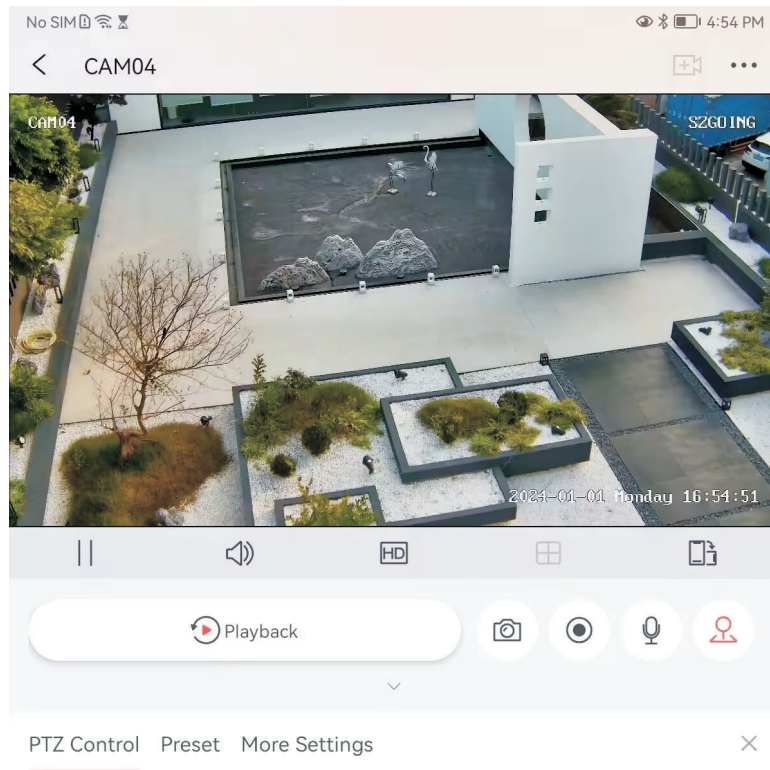 No SIM 4:54 PM
CAM04
CAM04 SZGOING
2024-01-01 Monday 16:54:51
HD
Playback
PTZ Control Preset More Settings